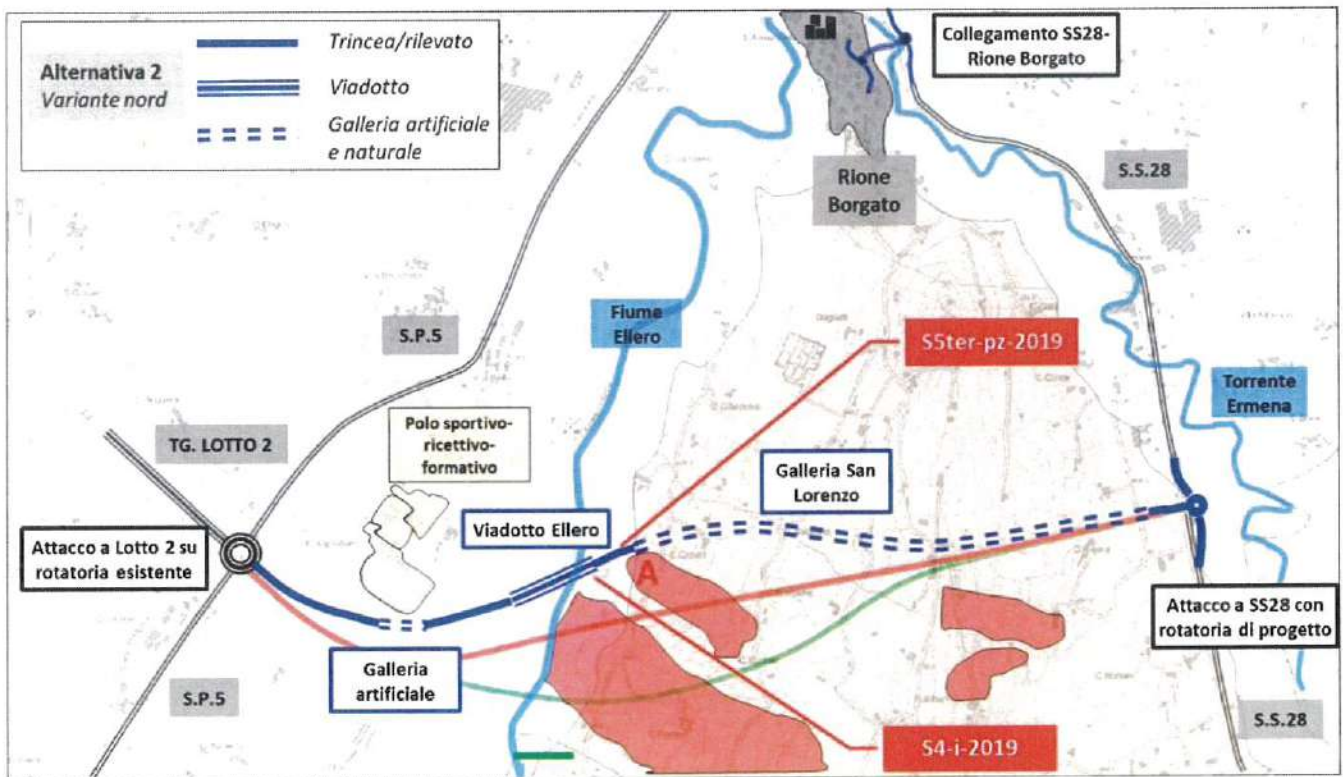 Alternativa 2
Variante nord
Trincea/rilevato
Viadotto
Galleria artificiale
e naturale
Collegamento SS28-
Rione Borgato
Rione
Borgato
S.S.28
Fiume
Ellero
S5ter-pz-2019
S.P.5
Torrente
Ermena
Polo sportivo-
ricettivo-
formativo
TG. LOTTO 2
Galleria San
Lorenzo
Viadotto Ellero
Attacco a Lotto 2 su
rotatoria esistente
A
Attacco a SS28 con
rotatoria di progetto
Galleria
artificiale
S.P.5
S.S.28
S4-i-2019